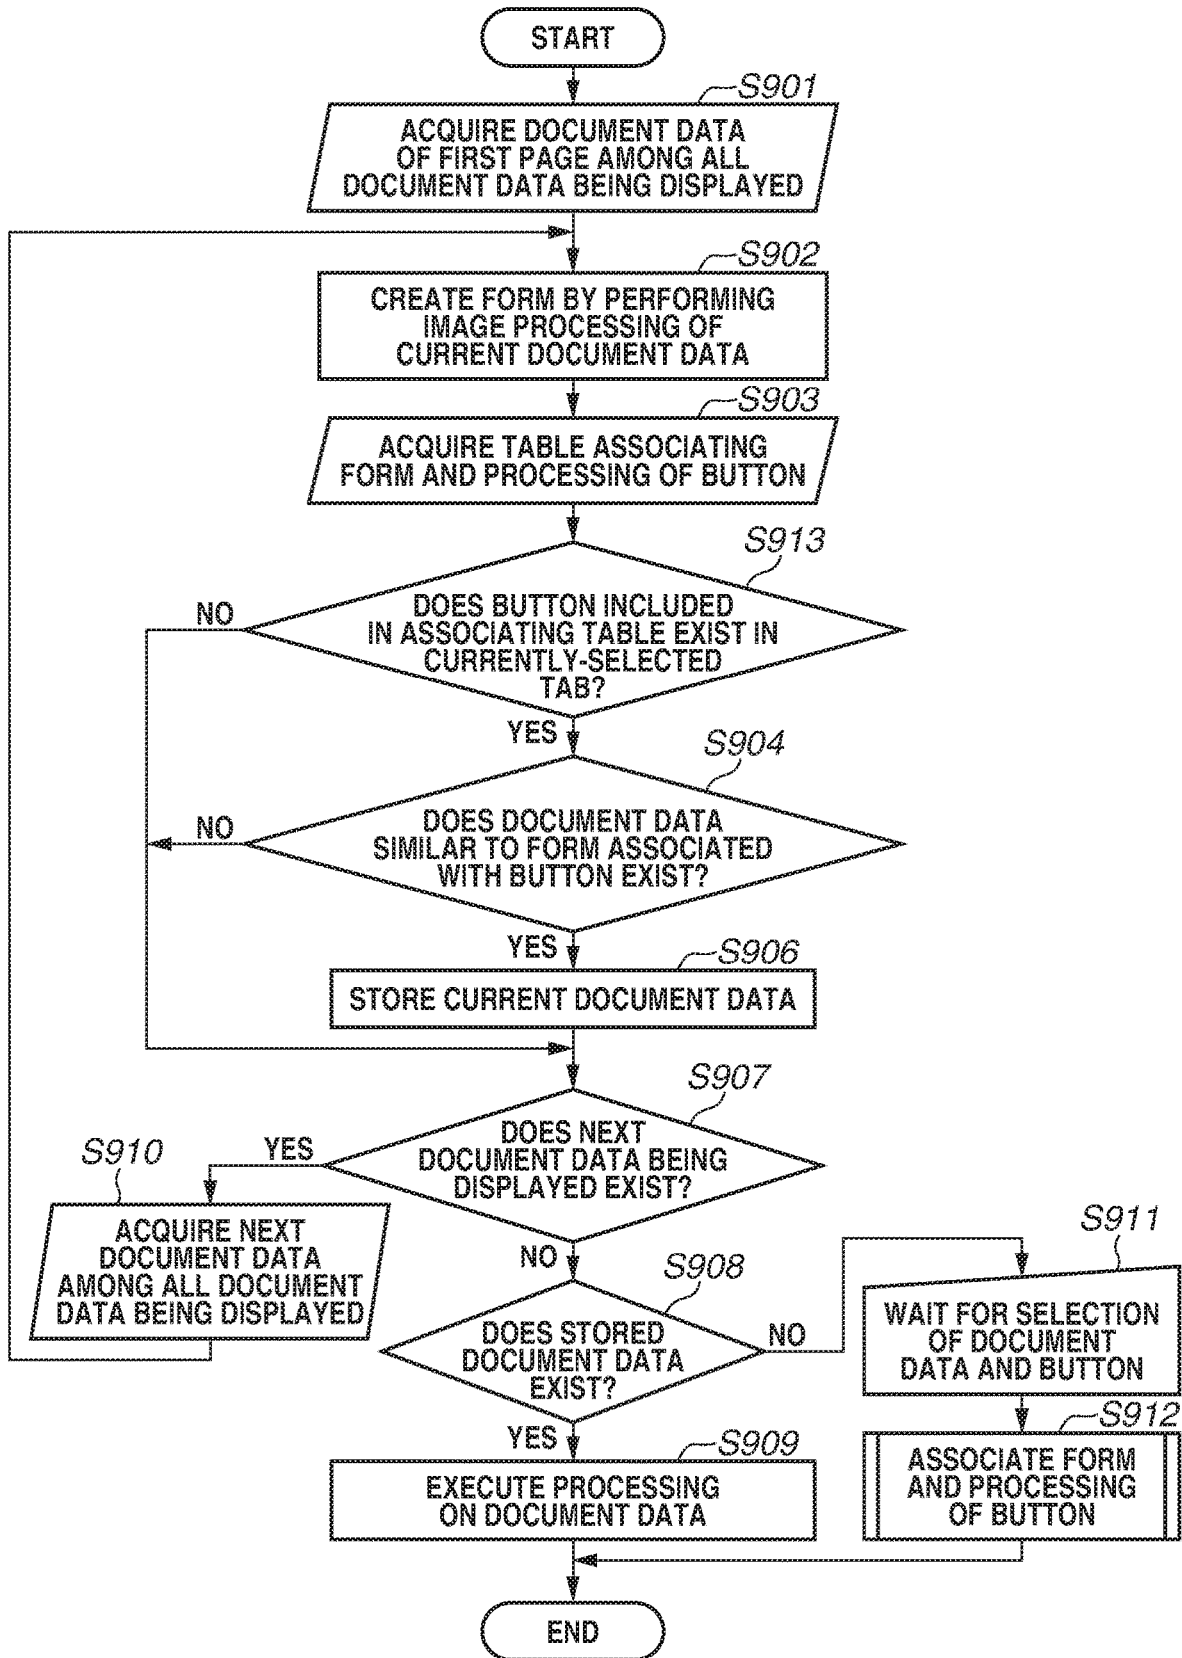 START
S901
ACQUIRE DOCUMENT DATA
OF FIRST PAGE AMONG ALL
DOCUMENT DATA BEING DISPLAYED
S902
CREATE FORM BY PERFORMING
IMAGE PROCESSING OF
CURRENT DOCUMENT DATA
S903
ACQUIRE TABLE ASSOCIATING
FORM AND PROCESSING OF BUTTON
S913
DOES BUTTON INCLUDED
IN ASSOCIATING TABLE EXIST IN
CURRENTLY-SELECTED
TAB?
NO
YES
S904
DOES DOCUMENT DATA
SIMILAR TO FORM ASSOCIATED
WITH BUTTON EXIST?
NO
YES
S906
STORE CURRENT DOCUMENT DATA
S907
DOES NEXT
DOCUMENT DATA BEING
DISPLAYED EXIST?
YES
NO
S910
ACQUIRE NEXT
DOCUMENT DATA
AMONG ALL DOCUMENT
DATA BEING DISPLAYED
S908
DOES STORED
DOCUMENT DATA
EXIST?
NO
YES
S911
WAIT FOR SELECTION
OF DOCUMENT
DATA AND BUTTON
S909
EXECUTE PROCESSING
ON DOCUMENT DATA
S912
ASSOCIATE FORM
AND PROCESSING
OF BUTTON
END